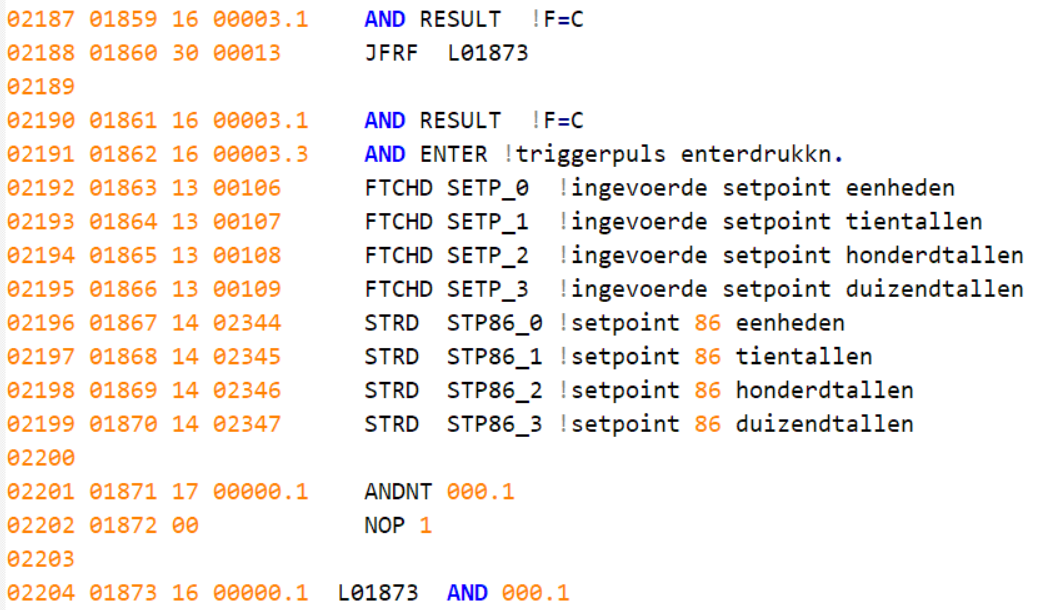 02187 01859 16 00003.1    AND RESULT  !F=C
02188 01860 30 00013      JFRF  L01873
02189
02190 01861 16 00003.1    AND RESULT  !F=C
02191 01862 16 00003.3    AND ENTER !triggerpuls enterdrukkn.
02192 01863 13 00106      FTCHD SETP_0  !ingevoerde setpoint eenheden
02193 01864 13 00107      FTCHD SETP_1  !ingevoerde setpoint tientallen
02194 01865 13 00108      FTCHD SETP_2  !ingevoerde setpoint honderdtallen
02195 01866 13 00109      FTCHD SETP_3  !ingevoerde setpoint duizendtallen
02196 01867 14 02344      STRD  STP86_0 !setpoint 86 eenheden
02197 01868 14 02345      STRD  STP86_1 !setpoint 86 tientallen
02198 01869 14 02346      STRD  STP86_2 !setpoint 86 honderdtallen
02199 01870 14 02347      STRD  STP86_3 !setpoint 86 duizendtallen
02200
02201 01871 17 00000.1    ANDNT 000.1
02202 01872 00            NOP 1
02203
02204 01873 16 00000.1  L01873  AND 000.1